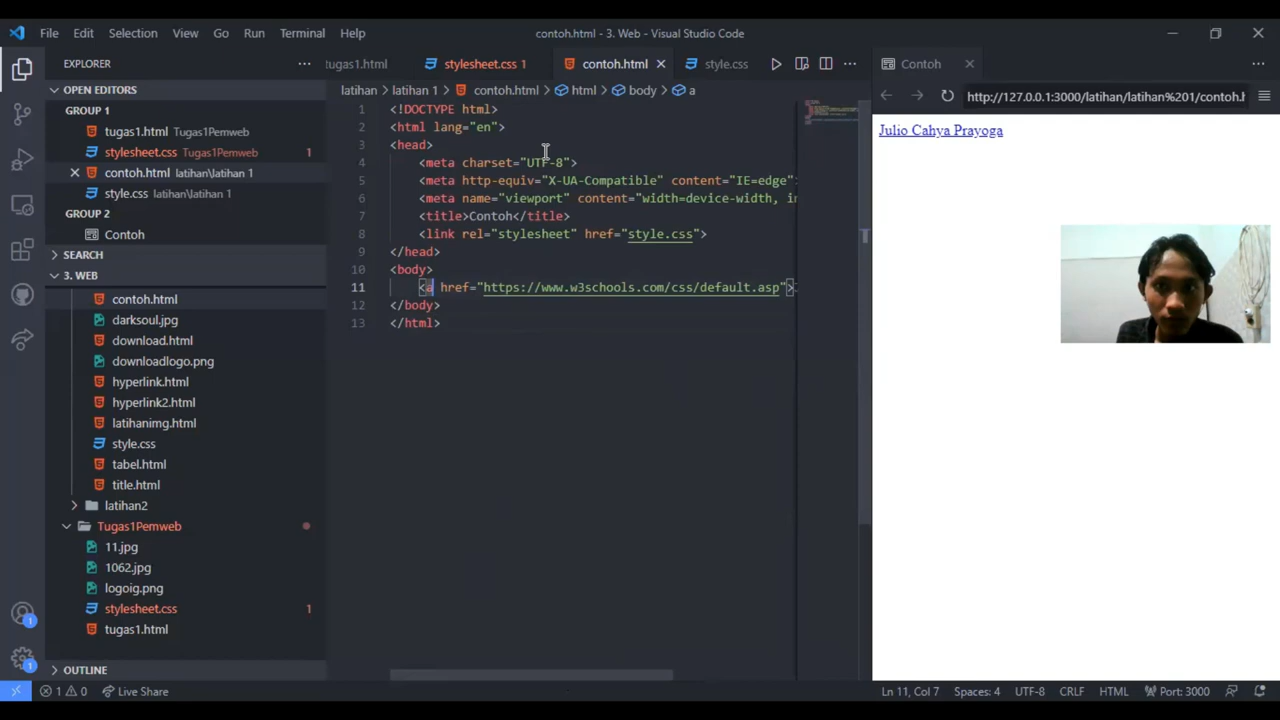 File Edit Selection View Go Run Terminal Help
contoh.html - 3. Web - Visual Studio Code
EXPLORER
OPEN EDITORS
GROUP 1
tugas1.html Tugas1Pemweb
stylesheet.css Tugas1Pemweb 1
contoh.html latihan\latihan 1
style.css latihan\latihan 1
GROUP 2
Contoh
SEARCH
3. WEB
contoh.html
darksoul.jpg
download.html
downloadlogo.png
hyperlink.html
hyperlink2.html
latihanimg.html
style.css
tabel.html
title.html
latihan2
Tugas1Pemweb
11.jpg
1062.jpg
logoig.png
stylesheet.css 1
tugas1.html
OUTLINE
tugas1.html stylesheet.css 1 contoh.html style.css
latihan > latihan 1 > contoh.html > html > body > a
1 <!DOCTYPE html>
2 <html lang="en">
3 <head>
4 <meta charset="UTF-8">
5 <meta http-equiv="X-UA-Compatible" content="IE=edge">
6 <meta name="viewport" content="width=device-width, in
7 <title>Contoh</title>
8 <link rel="stylesheet" href="style.css">
9 </head>
10 <body>
11 <a href="https://www.w3schools.com/css/default.asp">
12 </body>
13 </html>
Contoh
http://127.0.0.1:3000/latihan/latihan%201/contoh.h
Julio Cahya Prayoga
1 0 Live Share
Ln 11, Col 7 Spaces: 4 UTF-8 CRLF HTML Port: 3000
1
1